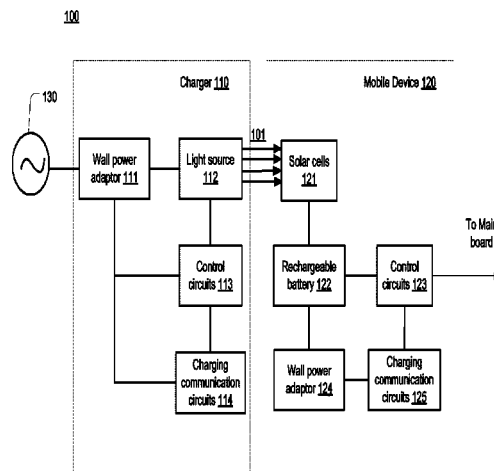 100
130
Charger 110
Mobile Device 120
101
Wall power
adaptor 111
Light source
112
Solar cells
121
To Main
board
Control
circuits 113
Rechargeable
battery 122
Control
circuits 123
Charging
communication
circuits 114
Wall power
adaptor 124
Charging
communication
circuits 125